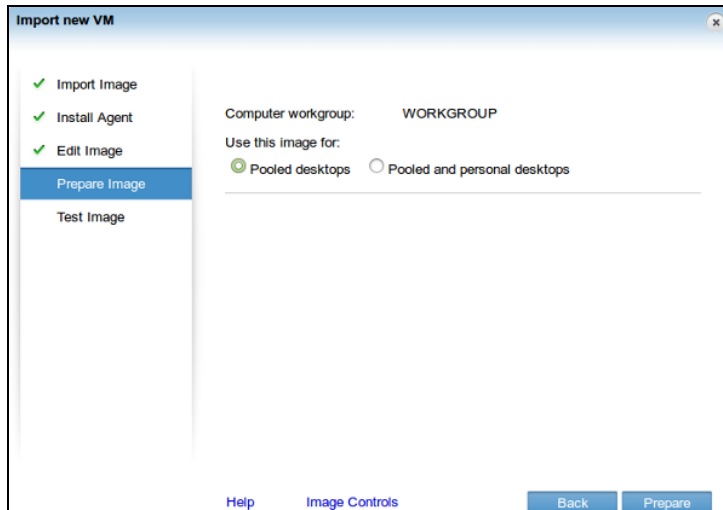 Import new VM
Import Image
Install Agent
Edit Image
Prepare Image
Test Image
Computer workgroup: WORKGROUP
Use this image for:
Pooled desktops Pooled and personal desktops
Help Image Controls Back Prepare